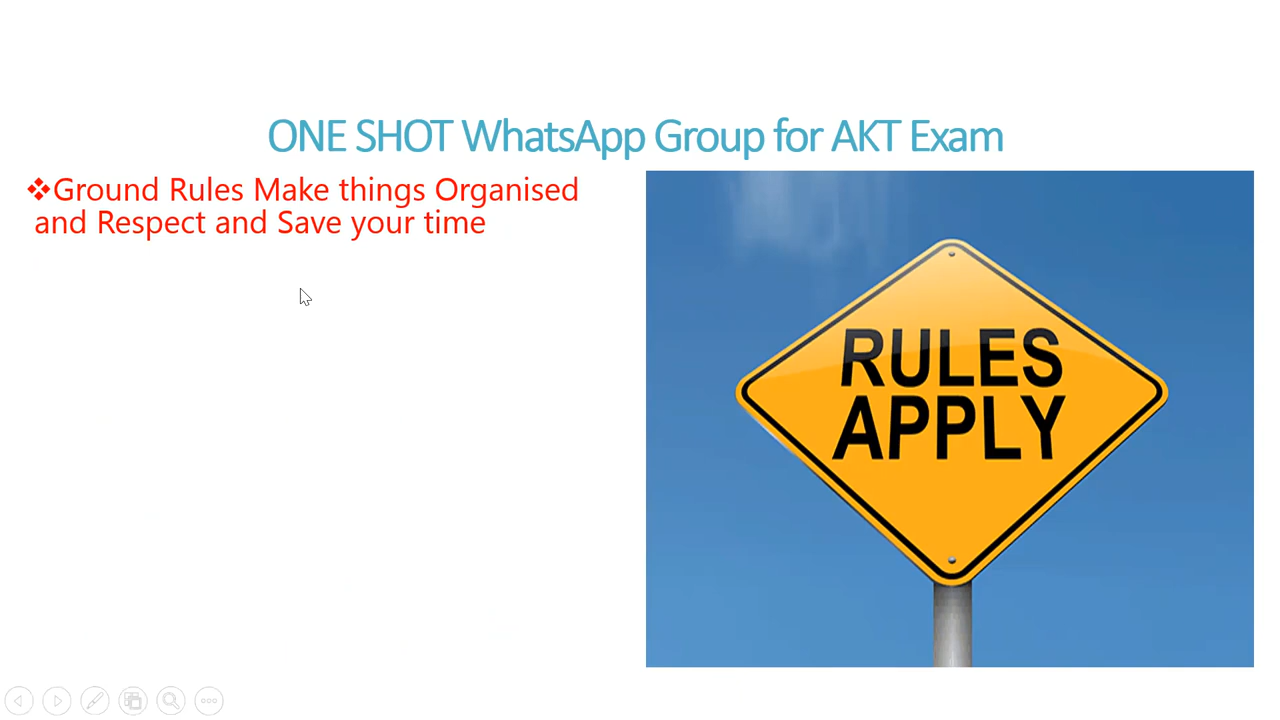 ONE SHOT WhatsApp Group for AKT Exam
❖Ground Rules Make things Organised
and Respect and Save your time
RULES
APPLY